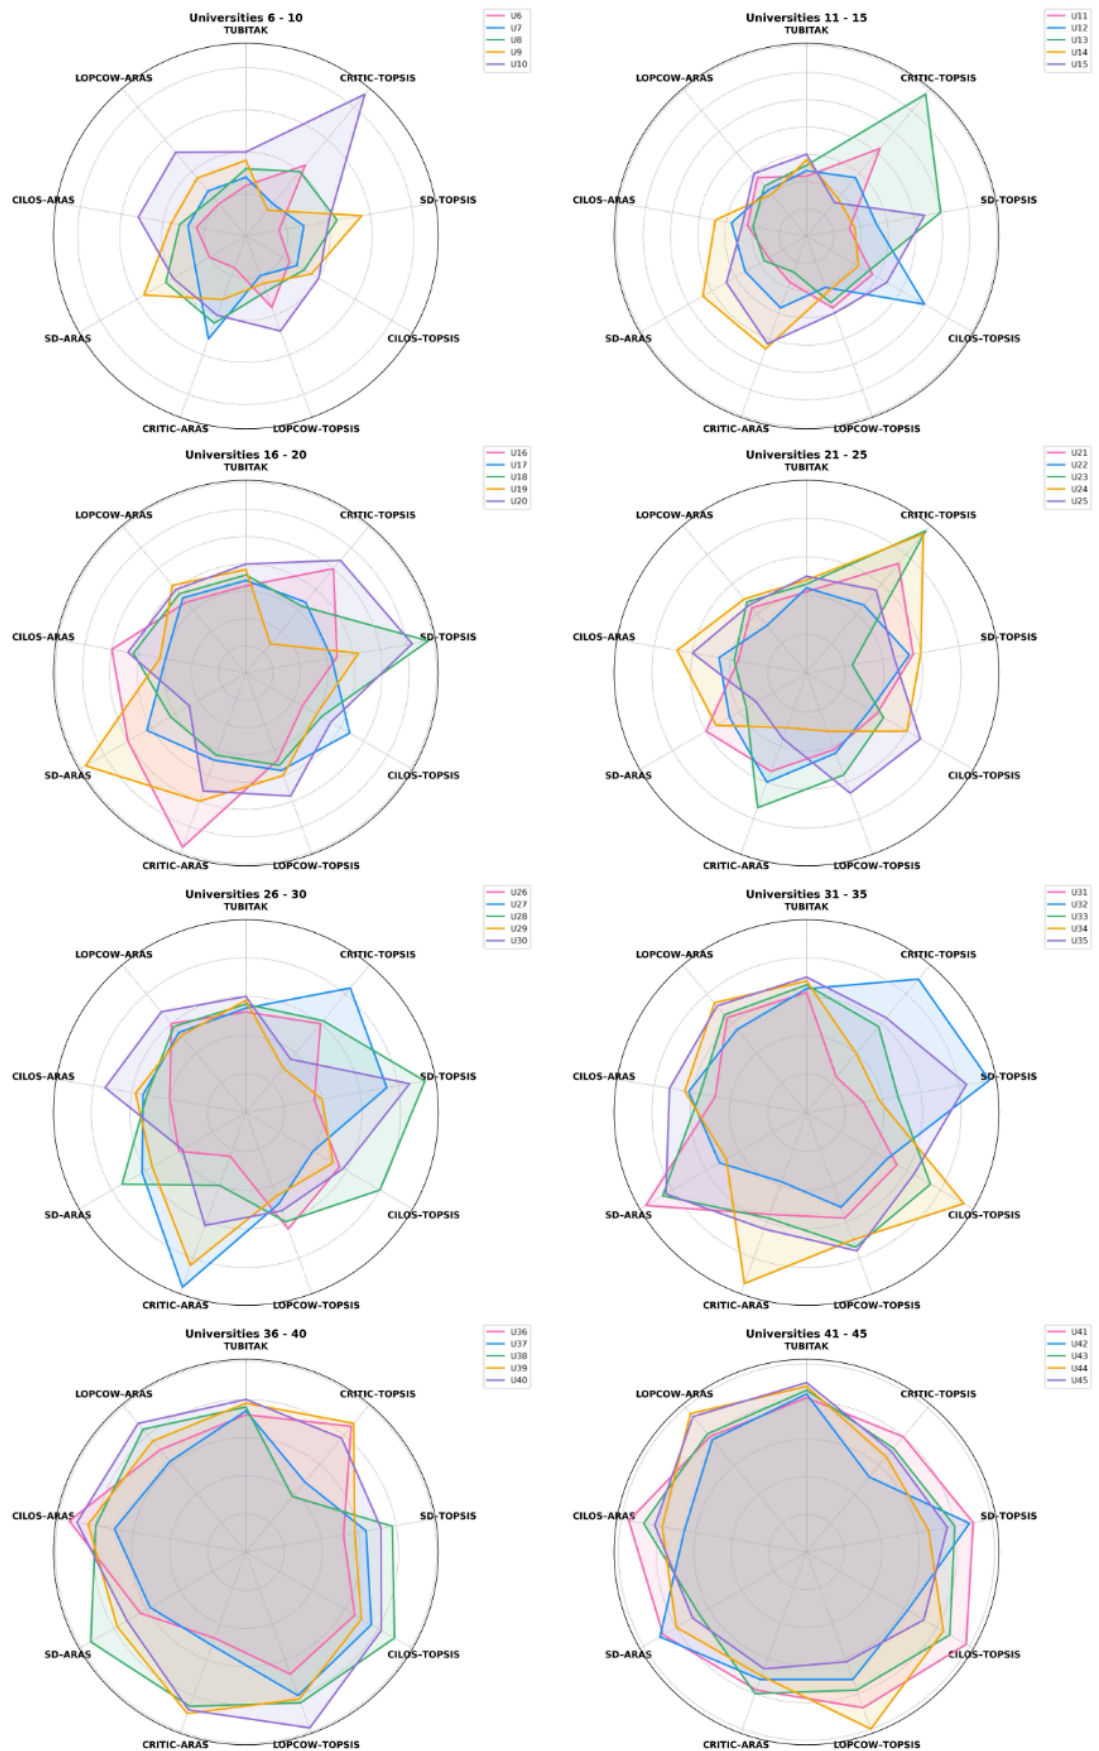 Universities 6 - 10
TUBITAK
CRITIC-TOPSIS
SD-TOPSIS
CILOS-TOPSIS
LOPCOW-TOPSIS
CRITIC-ARAS
SD-ARAS
CILOS-ARAS
LOPCOW-ARAS
U6
U7
U8
U9
U10
Universities 11 - 15
TUBITAK
CRITIC-TOPSIS
SD-TOPSIS
CILOS-TOPSIS
LOPCOW-TOPSIS
CRITIC-ARAS
SD-ARAS
CILOS-ARAS
LOPCOW-ARAS
U11
U12
U13
U14
U15
Universities 16 - 20
TUBITAK
CRITIC-TOPSIS
SD-TOPSIS
CILOS-TOPSIS
LOPCOW-TOPSIS
CRITIC-ARAS
SD-ARAS
CILOS-ARAS
LOPCOW-ARAS
U16
U17
U18
U19
U20
Universities 21 - 25
TUBITAK
CRITIC-TOPSIS
SD-TOPSIS
CILOS-TOPSIS
LOPCOW-TOPSIS
CRITIC-ARAS
SD-ARAS
CILOS-ARAS
LOPCOW-ARAS
U21
U22
U23
U24
U25
Universities 26 - 30
TUBITAK
CRITIC-TOPSIS
SD-TOPSIS
CILOS-TOPSIS
LOPCOW-TOPSIS
CRITIC-ARAS
SD-ARAS
CILOS-ARAS
LOPCOW-ARAS
U26
U27
U28
U29
U30
Universities 31 - 35
TUBITAK
CRITIC-TOPSIS
SD-TOPSIS
CILOS-TOPSIS
LOPCOW-TOPSIS
CRITIC-ARAS
SD-ARAS
CILOS-ARAS
LOPCOW-ARAS
U31
U32
U33
U34
U35
Universities 36 - 40
TUBITAK
CRITIC-TOPSIS
SD-TOPSIS
CILOS-TOPSIS
LOPCOW-TOPSIS
CRITIC-ARAS
SD-ARAS
CILOS-ARAS
LOPCOW-ARAS
U36
U37
U38
U39
U40
Universities 41 - 45
TUBITAK
CRITIC-TOPSIS
SD-TOPSIS
CILOS-TOPSIS
LOPCOW-TOPSIS
CRITIC-ARAS
SD-ARAS
CILOS-ARAS
LOPCOW-ARAS
U41
U42
U43
U44
U45